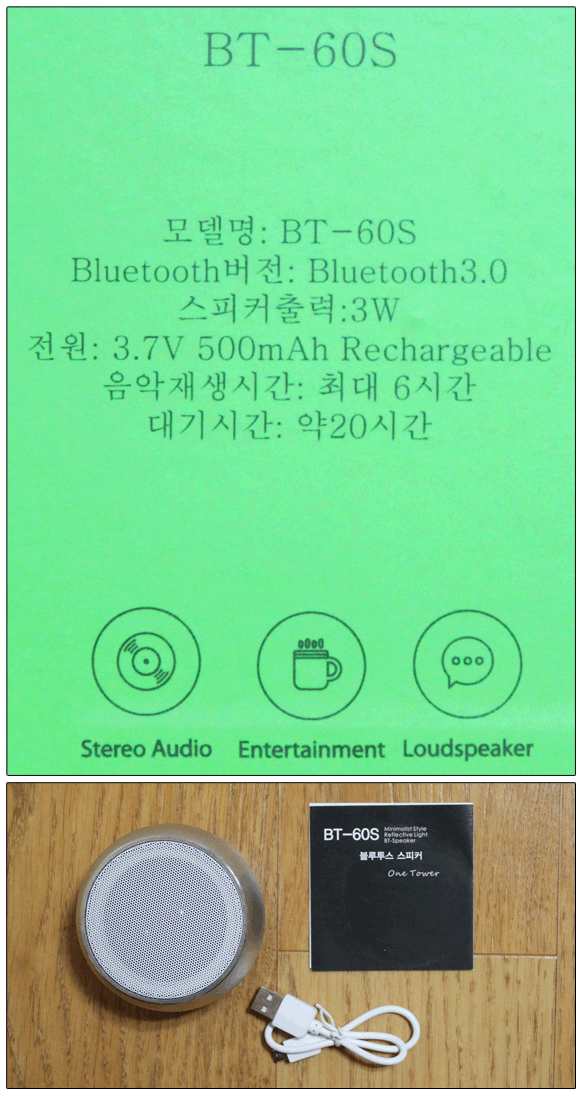 BT-60S
모델명: BT-60S
Bluetooth버전: Bluetooth3.0
스피커출력:3W
전원: 3.7V 500mAh Rechargeable
음악재생시간: 최대 6시간
대기시간: 약20시간
Stereo Audio
Entertainment
Loudspeaker
BT-60S
Minimalist Style
Reflective Light
BT-Speaker
블루투스 스피커
One Tower